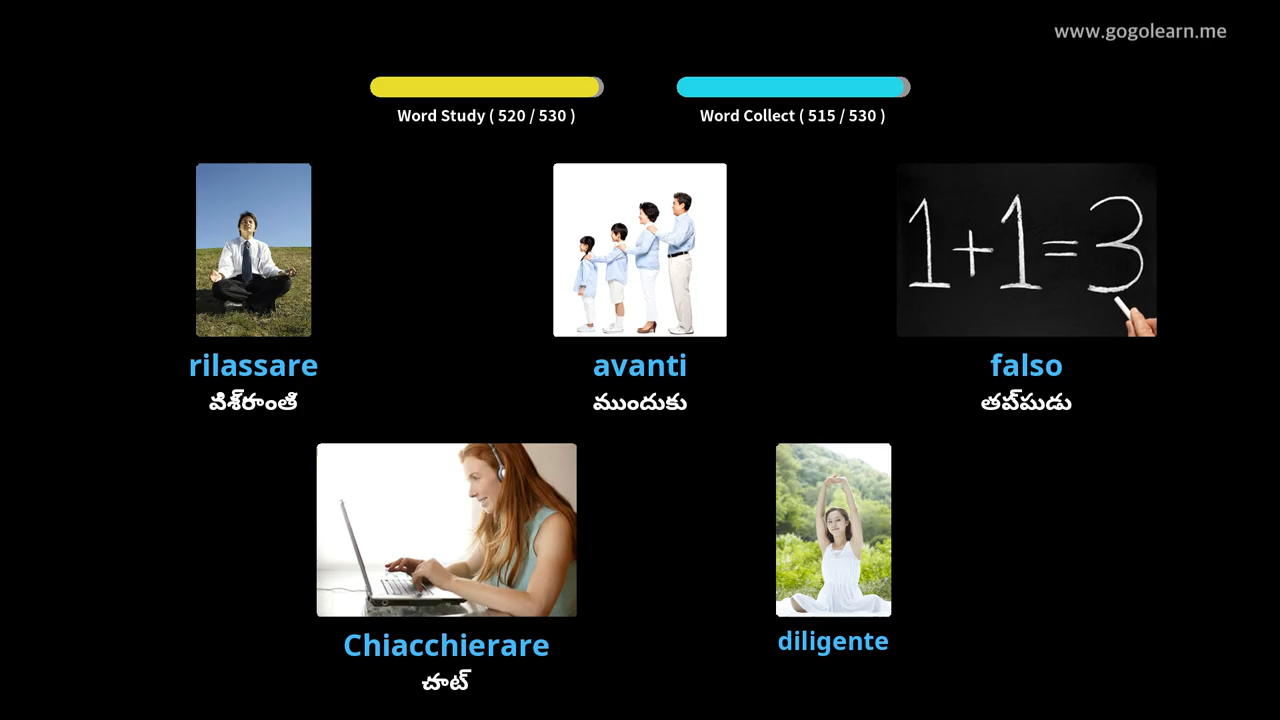 www.gogolearn.me
Word Study ( 520 / 530 )
Word Collect ( 515 / 530 )
1+1=3
rilassare
avanti
falso
విశ్రాంతి
ముందుకు
తప్పుడు
Chiacchierare
diligente
చాట్